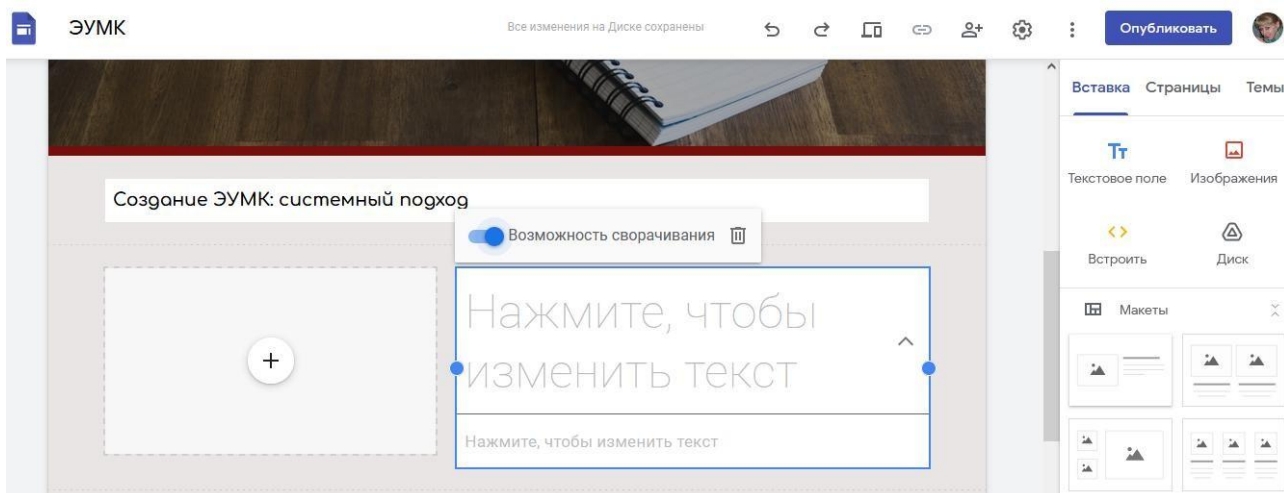 ЭУМК
Все изменения на Диске сохранены
Опубликовать
Вставка Страницы Темы
Текстовое поле Изображения
Встроить Диск
Макеты
Создание ЭУМК: системный подход
Возможность сворачивания
Нажмите, чтобы
изменить текст
Нажмите, чтобы изменить текст